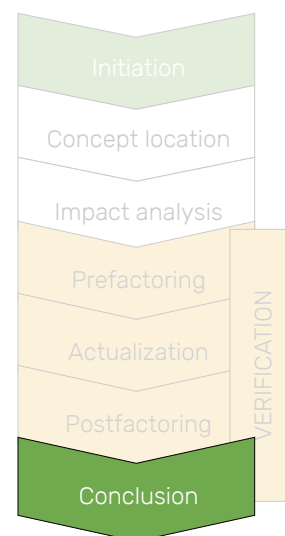 Initiation
Concept location
Impact analysis
Prefactoring
Actualization
Postfactoring
VERIFICATION
Conclusion